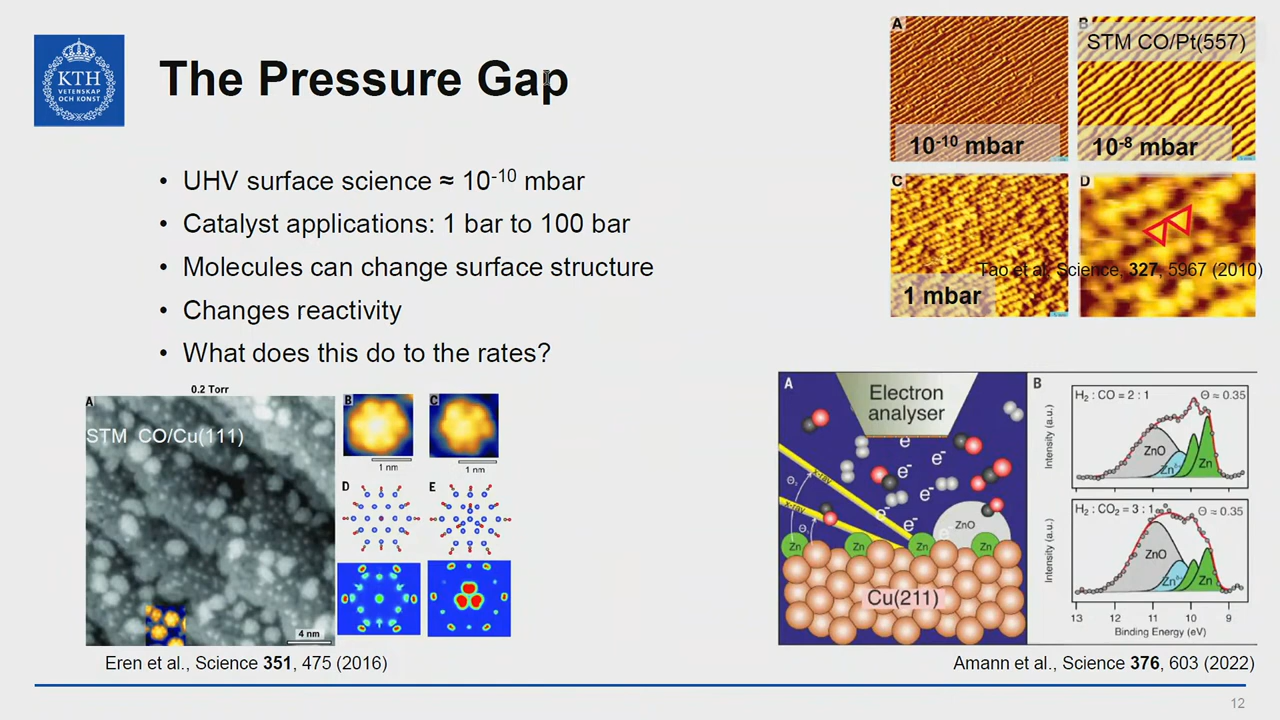 KTH
VETENSKAP
OCH KONST
The Pressure Gap
• UHV surface science ≈ 10⁻¹⁰ mbar
• Catalyst applications: 1 bar to 100 bar
• Molecules can change surface structure
• Changes reactivity
• What does this do to the rates?
A
B
STM CO/Pt(557)
10⁻¹⁰ mbar
10⁻⁸ mbar
C
D
Tao et al, Science, 327, 5967 (2010)
1 mbar
0.2 Torr
A
STM CO/Cu(111)
4 nm
B
C
1 nm
1 nm
D
E
Eren et al., Science 351, 475 (2016)
A
Electron
analyser
e⁻
e⁻
e⁻
e⁻
e⁻
e⁻
X-ray
X-ray
ZnO
Zn
Zn
Zn
Zn
Cu(211)
B
H₂ : CO = 2 : 1
Θ ≈ 0.35
Intensity (a.u.)
ZnO
Zn
H₂ : CO₂ = 3 : 1
Θ ≈ 0.35
Intensity (a.u.)
ZnO
Zn
13 12 11 10 9
Binding Energy (eV)
Amann et al., Science 376, 603 (2022)
12